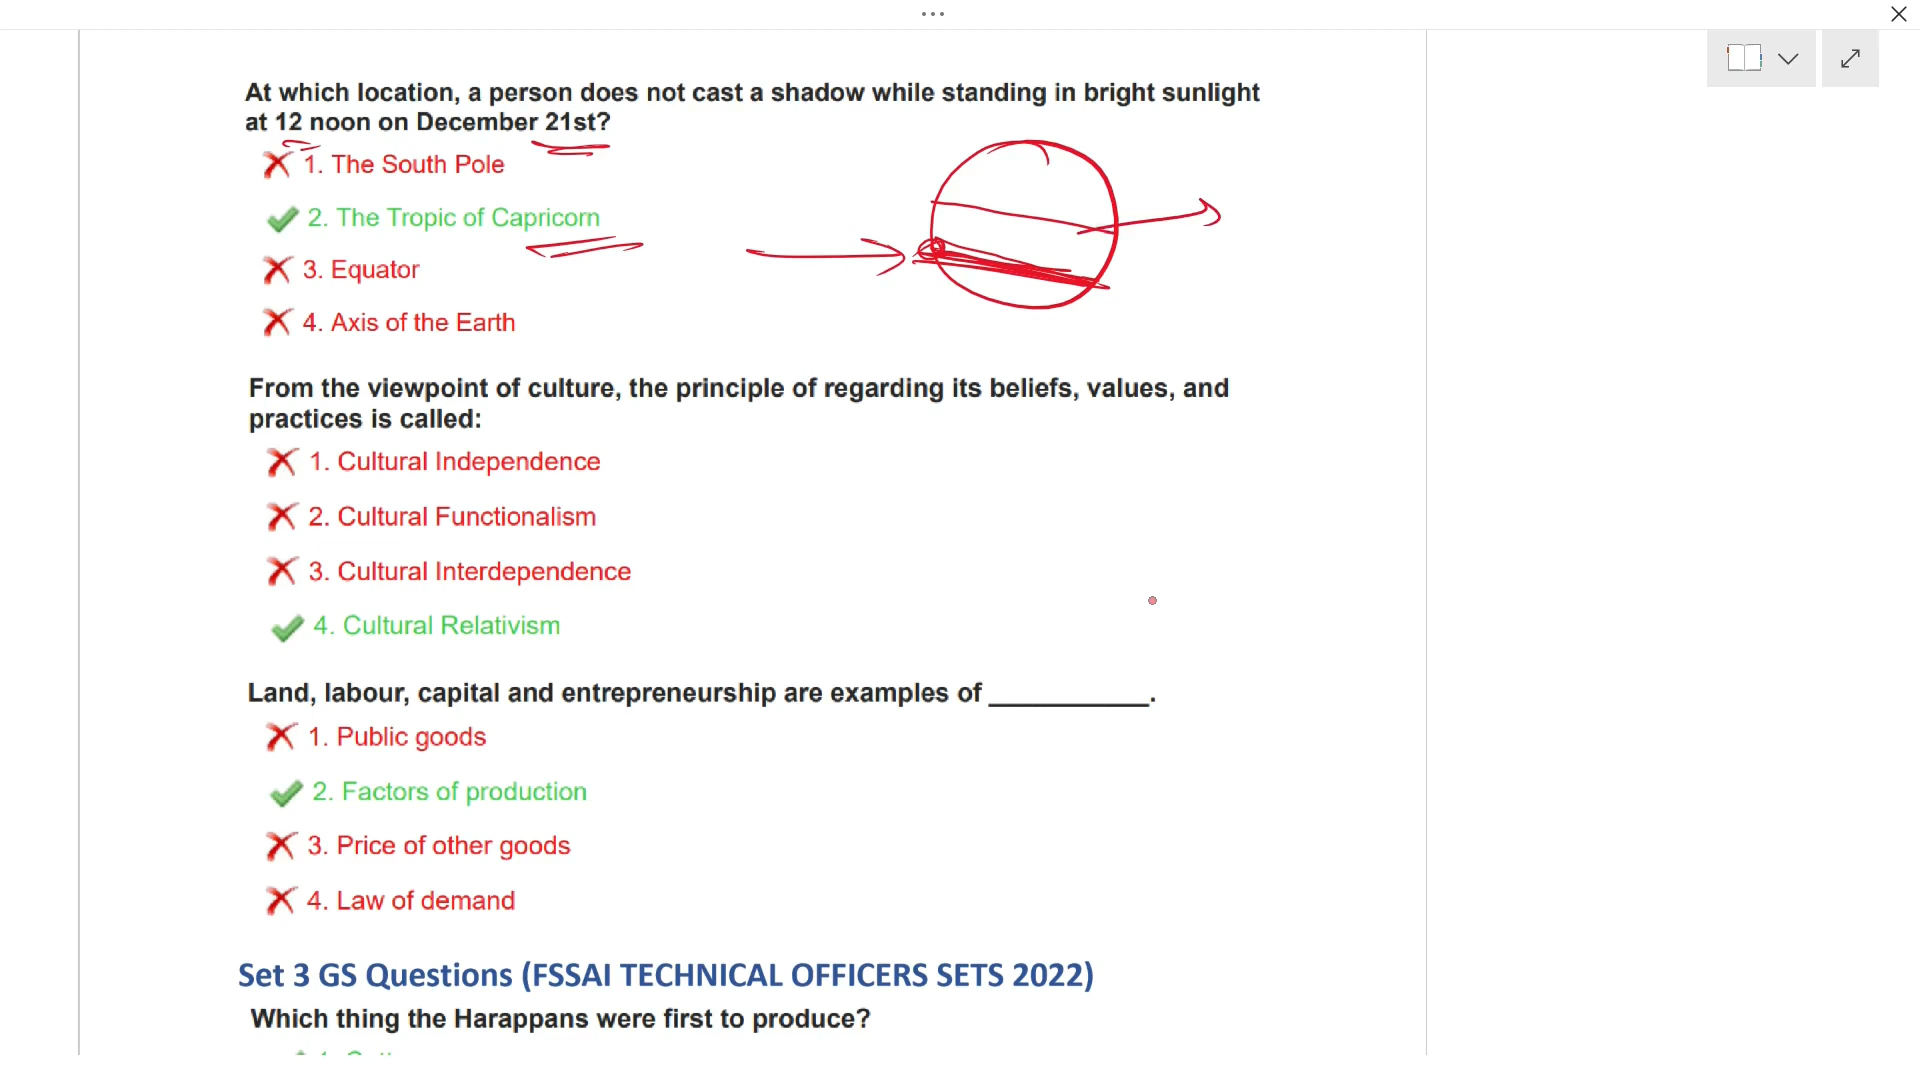 At which location, a person does not cast a shadow while standing in bright sunlight
at 12 noon on December 21st?
1. The South Pole
2. The Tropic of Capricorn
3. Equator
4. Axis of the Earth
From the viewpoint of culture, the principle of regarding its beliefs, values, and
practices is called:
1. Cultural Independence
2. Cultural Functionalism
3. Cultural Interdependence
4. Cultural Relativism
Land, labour, capital and entrepreneurship are examples of ___________.
1. Public goods
2. Factors of production
3. Price of other goods
4. Law of demand
Set 3 GS Questions (FSSAI TECHNICAL OFFICERS SETS 2022)
Which thing the Harappans were first to produce?